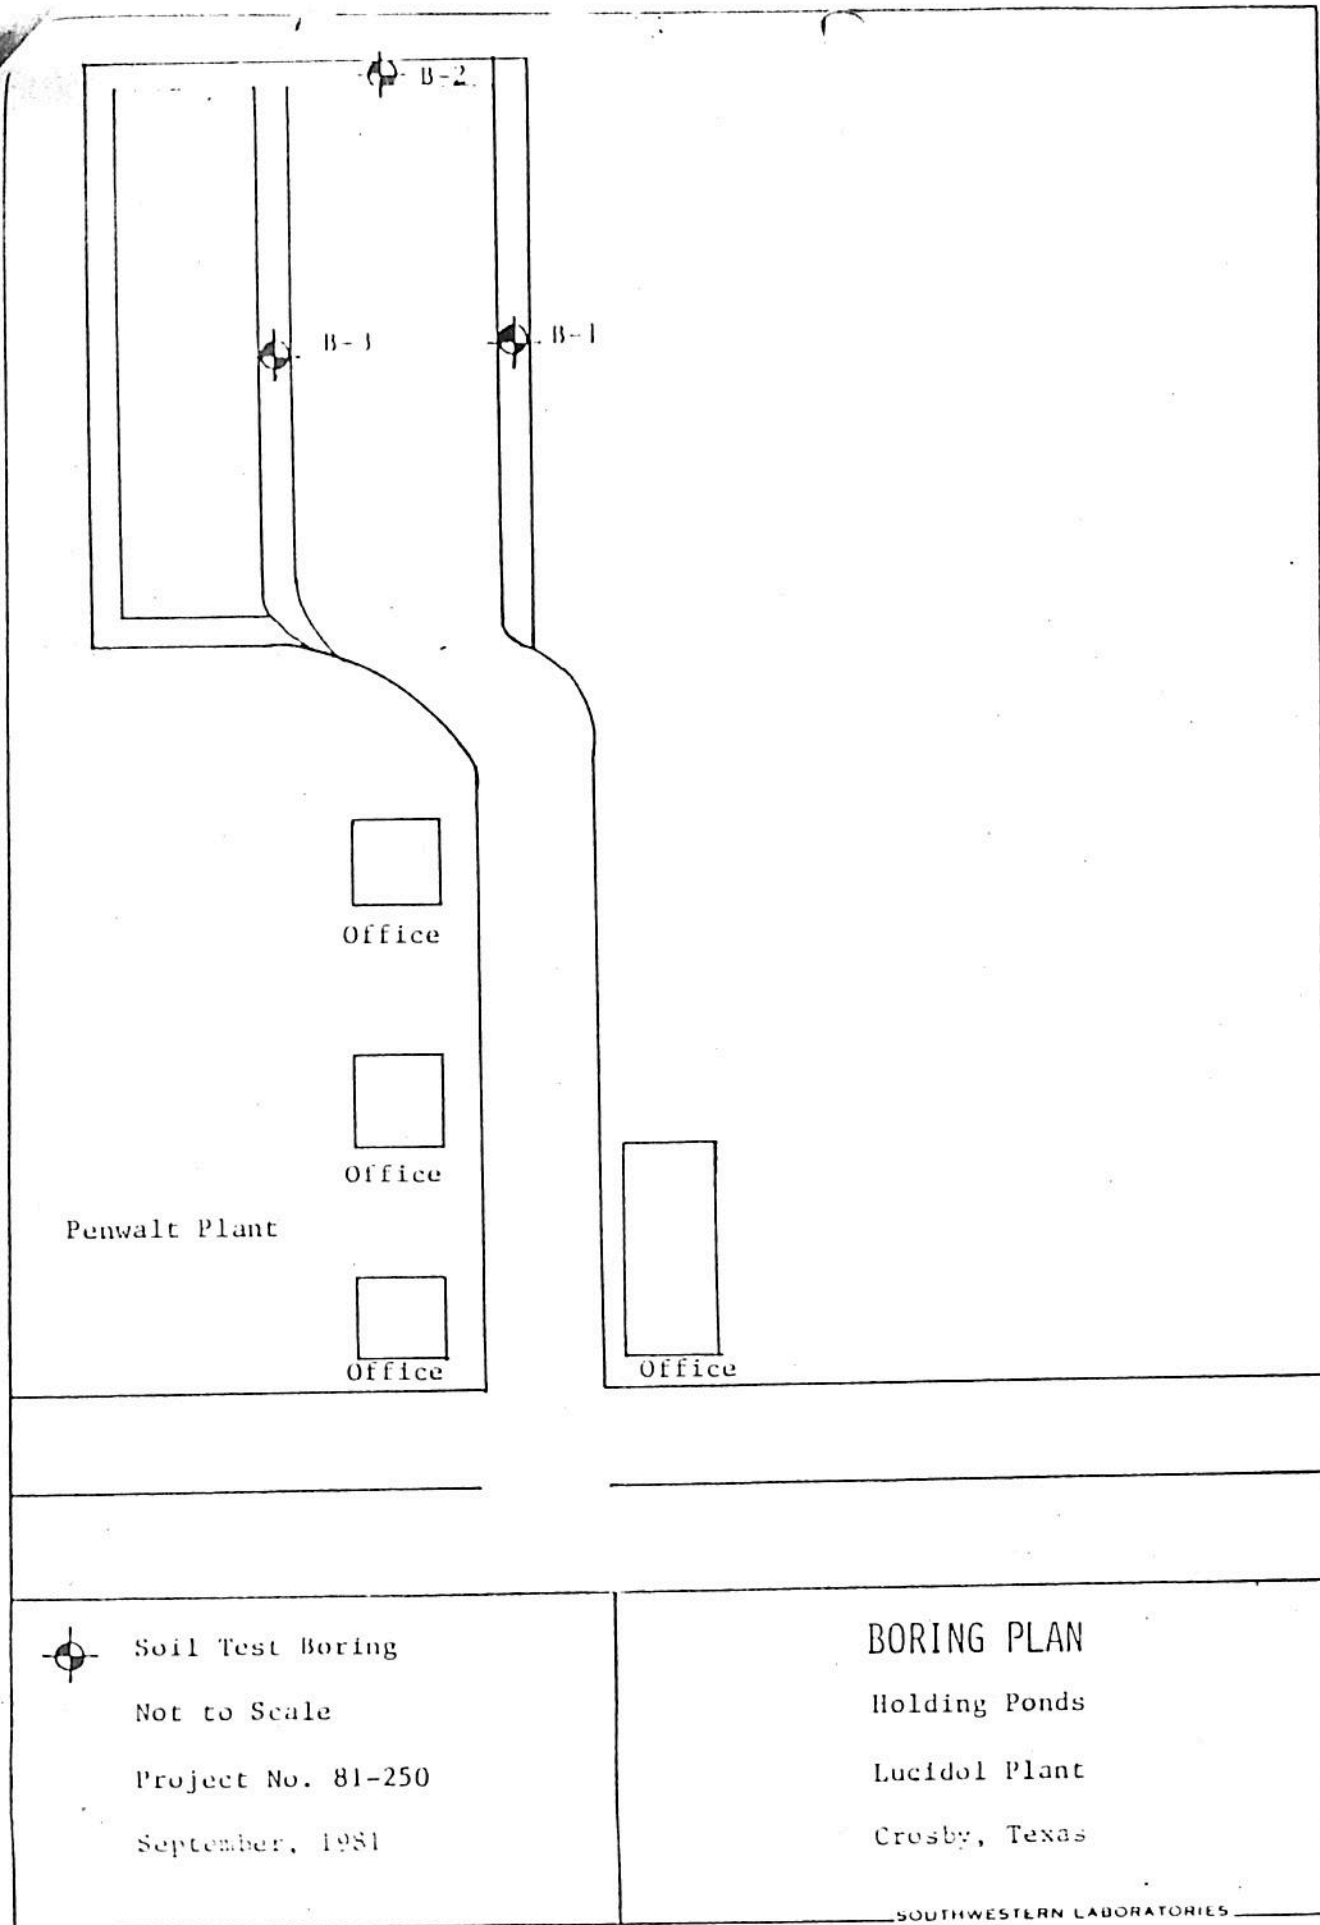 B-2
B-3
B-1
Office
Office
Penwalt Plant
Office
Office
Soil Test Boring
Not to Scale
Project No. 81-250
September, 1981
BORING PLAN
Holding Ponds
Lucidol Plant
Crosby, Texas
SOUTHWESTERN LABORATORIES